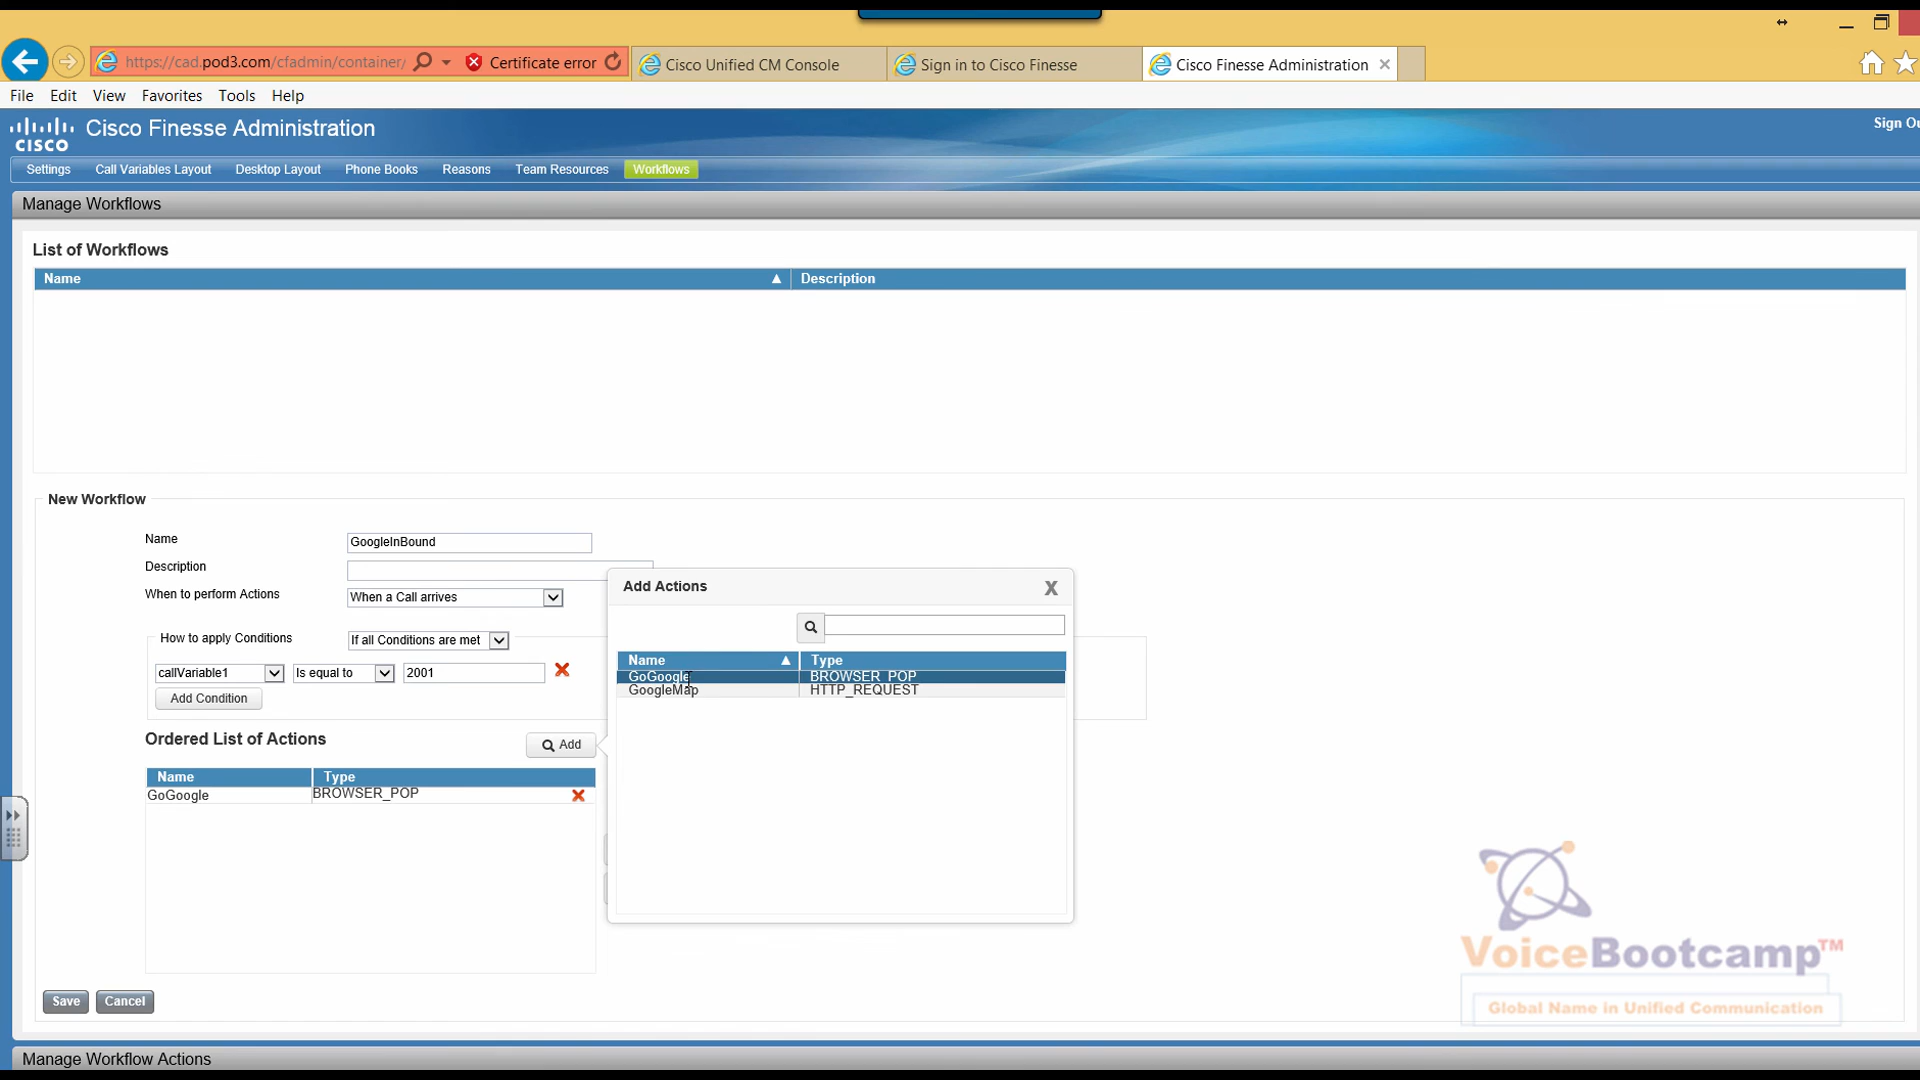 https://cad.pod3.com/cfadmin/container/ Certificate error Cisco Unified CM Console Sign in to Cisco Finesse Cisco Finesse Administration
File Edit View Favorites Tools Help
CISCO Cisco Finesse Administration Sign Ou
Settings Call Variables Layout Desktop Layout Phone Books Reasons Team Resources Workflows
Manage Workflows
List of Workflows
Name Description
New Workflow
Name GoogleInBound
Description
When to perform Actions When a Call arrives
How to apply Conditions If all Conditions are met
callVariable1 Is equal to 2001
Add Condition
Ordered List of Actions Add
Name Type
GoGoogle BROWSER_POP
Add Actions X
Name Type
GoGoogle BROWSER_POP
GoogleMap HTTP_REQUEST
Save Cancel
VoiceBootcamp™
Global Name in Unified Communication
Manage Workflow Actions